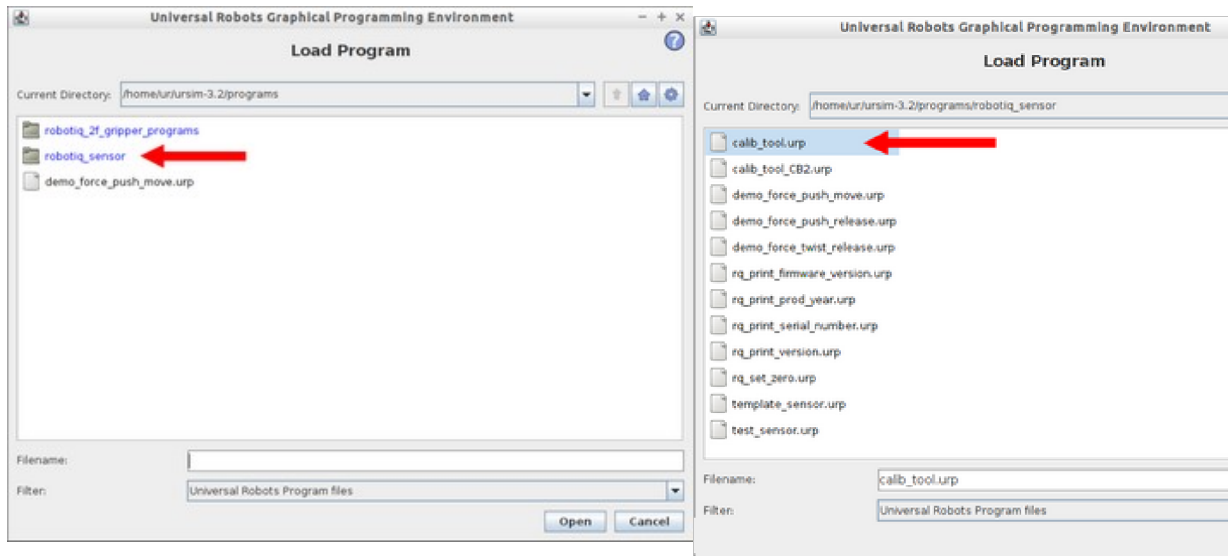 Universal Robots Graphical Programming Environment
Load Program
Current Directory: /home/ur/ursim-3.2/programs
robotiq_2f_gripper_programs
robotiq_sensor
demo_force_push_move.urp
Filename:
Filter: Universal Robots Program files
Open Cancel
Universal Robots Graphical Programming Environment
Load Program
Current Directory: /home/ur/ursim-3.2/programs/robotiq_sensor
calib_tool.urp
calib_tool_CB2.urp
demo_force_push_move.urp
demo_force_push_release.urp
demo_force_twist_release.urp
rq_print_firmware_version.urp
rq_print_prod_year.urp
rq_print_serial_number.urp
rq_print_version.urp
rq_set_zero.urp
template_sensor.urp
test_sensor.urp
Filename: calib_tool.urp
Filter: Universal Robots Program files